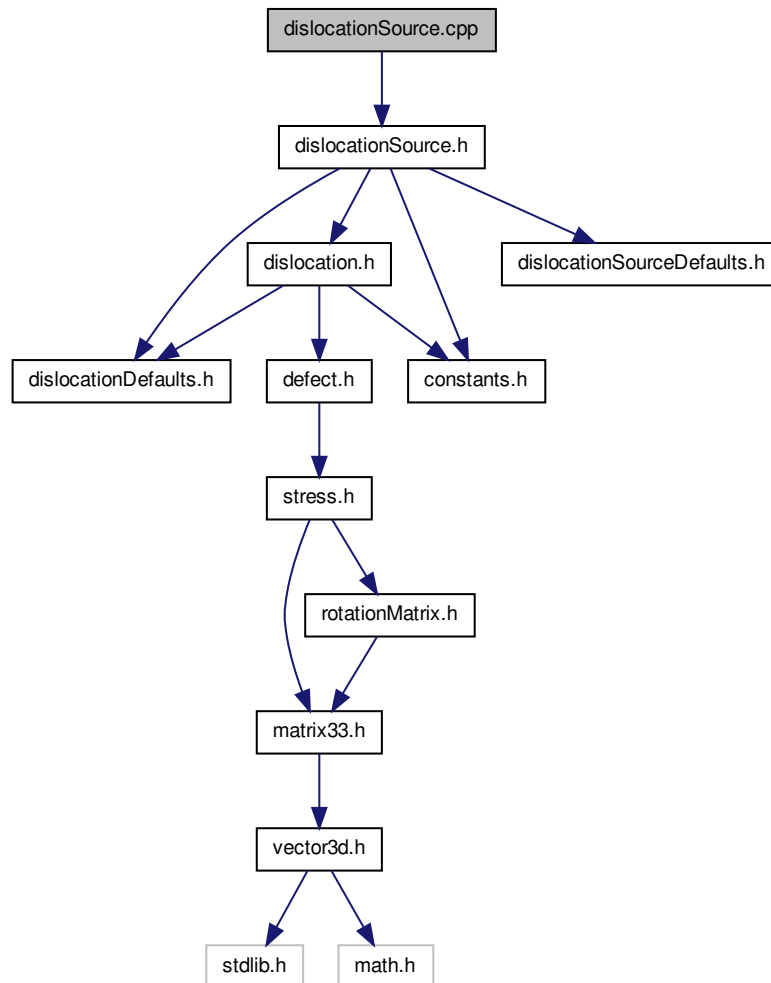 dislocationSource.cpp
dislocationSource.h
dislocation.h
dislocationSourceDefaults.h
dislocationDefaults.h
defect.h
constants.h
stress.h
rotationMatrix.h
matrix33.h
vector3d.h
stdlib.h
math.h